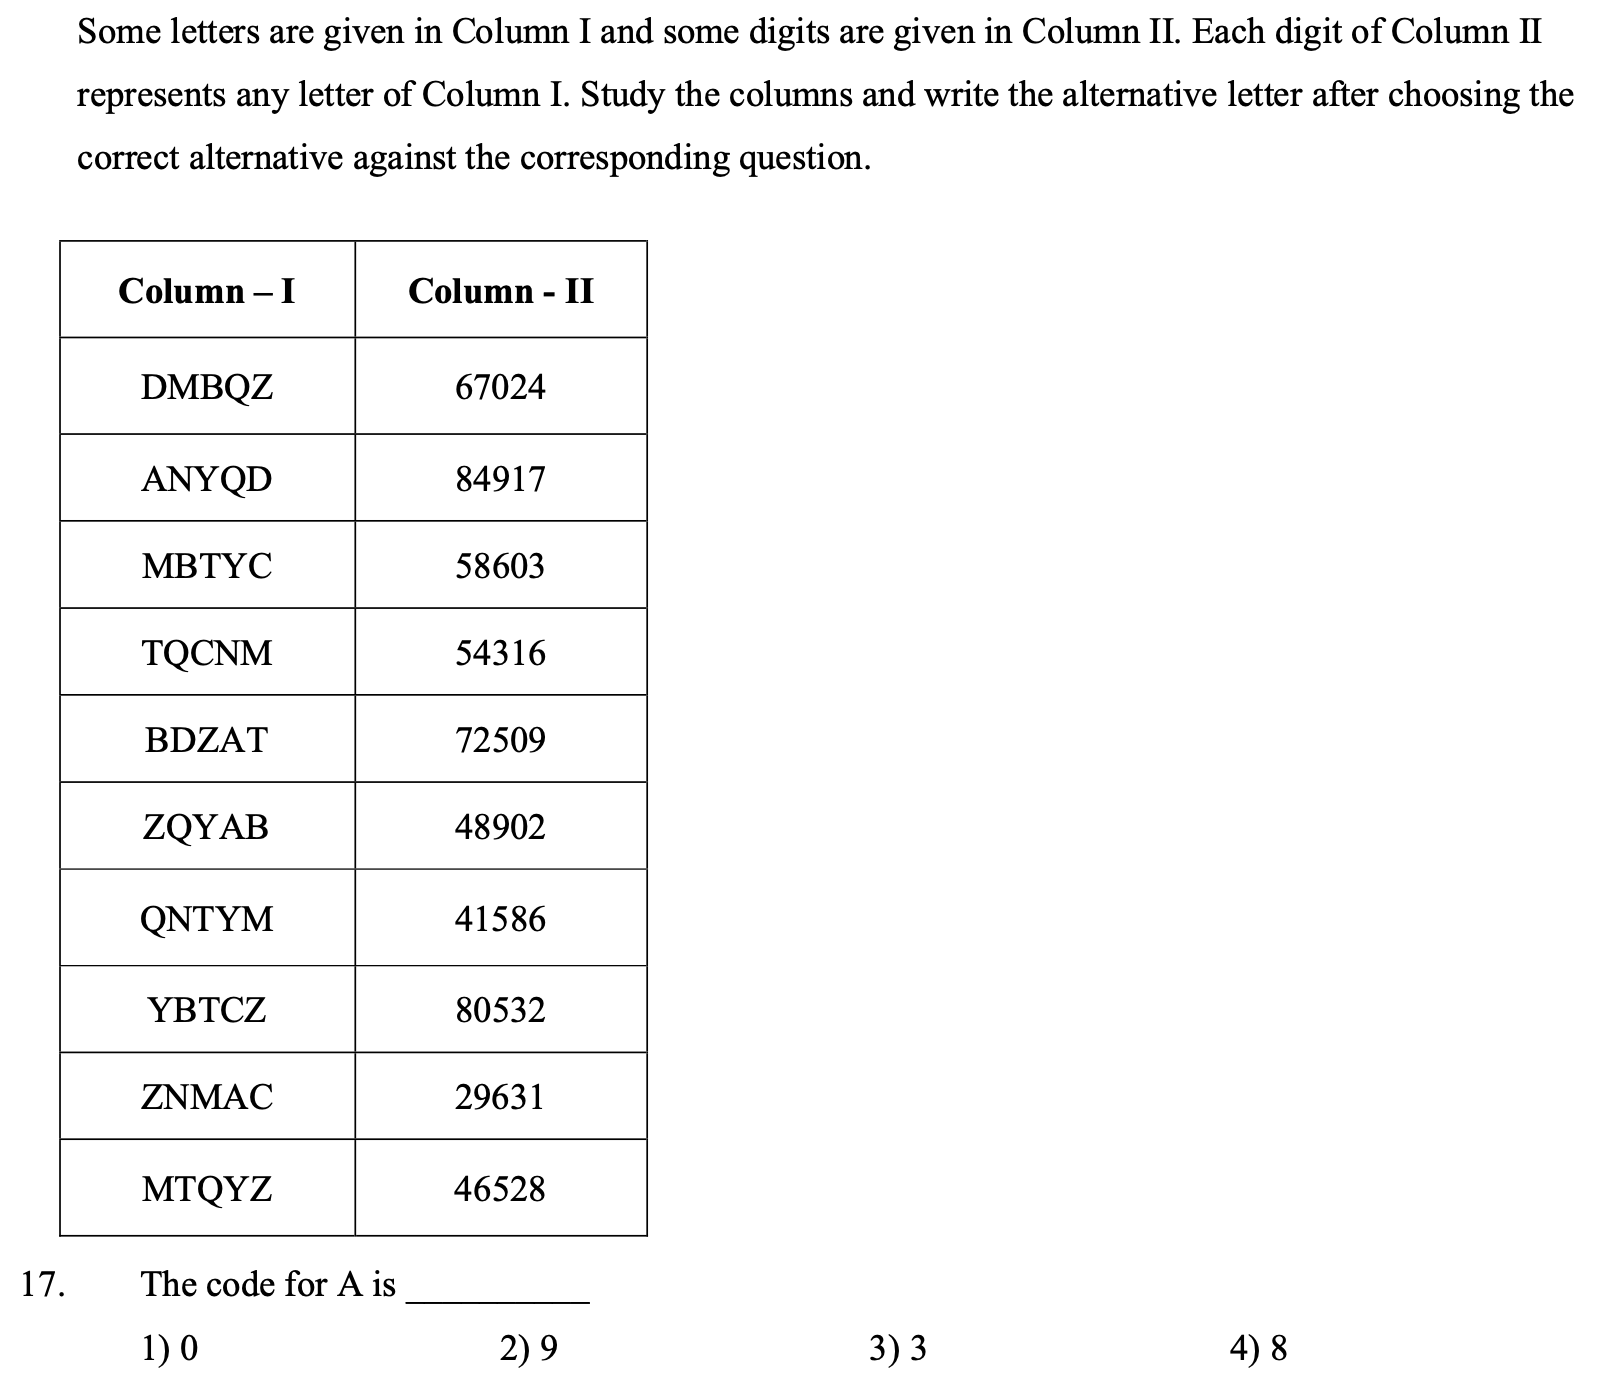 Some letters are given in Column I and some digits are given in Column II. Each digit of Column II
represents any letter of Column I. Study the columns and write the alternative letter after choosing the
correct alternative against the corresponding question.
Column – I Column - II
DMBQZ 67024
ANYQD 84917
MBTYC 58603
TQCNM 54316
BDZAT 72509
ZQYAB 48902
QNTYM 41586
YBTCZ 80532
ZNMAC 29631
MTQYZ 46528
17. The code for A is __________
1) 0 2) 9 3) 3 4) 8